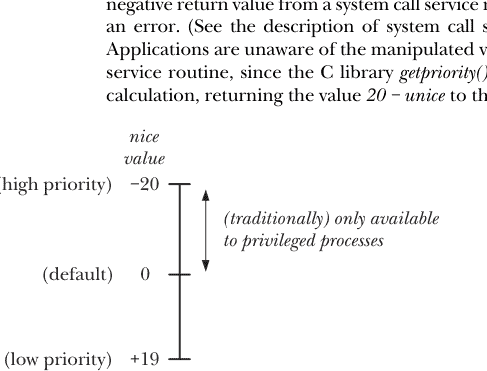 negative return value from a system call service
an error. (See the description of system call s
Applications are unaware of the manipulated v
service routine, since the C library getpriority()
calculation, returning the value 20 – unice to th
nice
value
(high priority) –20
(traditionally) only available
to privileged processes
(default) 0
(low priority) +19